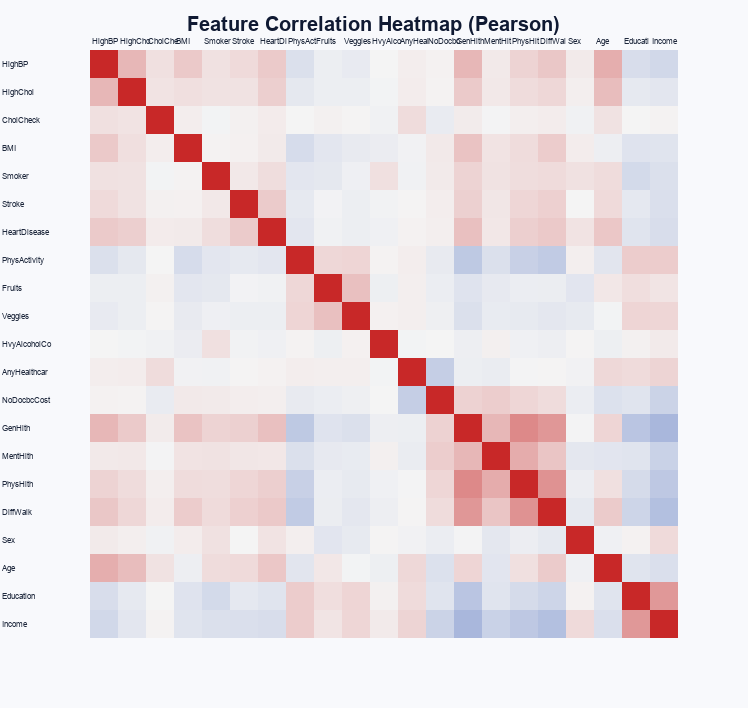 Feature Correlation Heatmap (Pearson)
HighBP HighCho CholChe BMI Smoker Stroke HeartDi PhysAct Fruits Veggies HvyAlco AnyHeal NoDocbc GenHlth MentHlt PhysHlt DiffWal Sex Age Educati Income
HighBP
HighChol
CholCheck
BMI
Smoker
Stroke
HeartDisease
PhysActivity
Fruits
Veggies
HvyAlcoholCo
AnyHealthcar
NoDocbcCost
GenHlth
MentHlth
PhysHlth
DiffWalk
Sex
Age
Education
Income